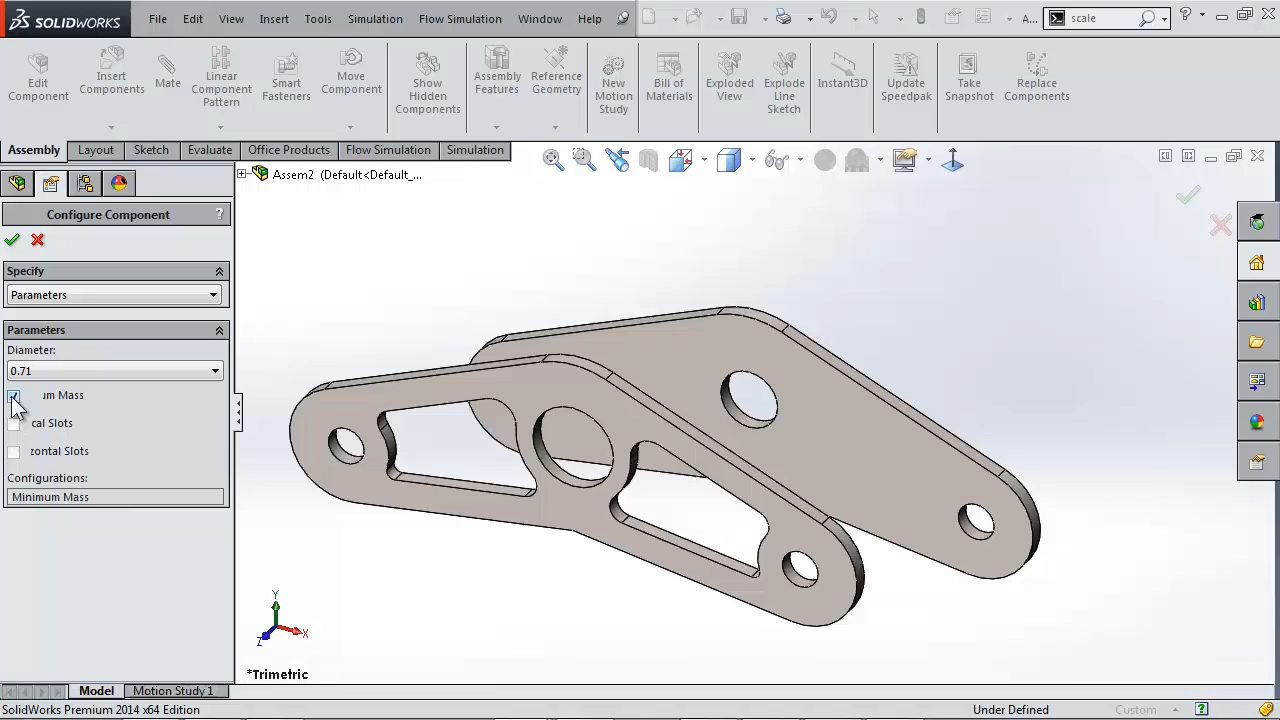 SOLIDWORKS File Edit View Insert Tools Simulation Flow Simulation Window Help A... scale
Edit Component
Insert Components
Mate
Linear Component Pattern
Smart Fasteners
Move Component
Show Hidden Components
Assembly Features
Reference Geometry
New Motion Study
Bill of Materials
Exploded View
Explode Line Sketch
Instant3D
Update Speedpak
Take Snapshot
Replace Components
Assembly Layout Sketch Evaluate Office Products Flow Simulation Simulation
Assem2 (Default<Default_...
Configure Component ?
Specify
Parameters
Parameters
Diameter:
0.71
um Mass
cal Slots
zontal Slots
Configurations:
Minimum Mass
Y
X
Z
*Trimetric
Model Motion Study 1
SolidWorks Premium 2014 x64 Edition Under Defined Custom ?